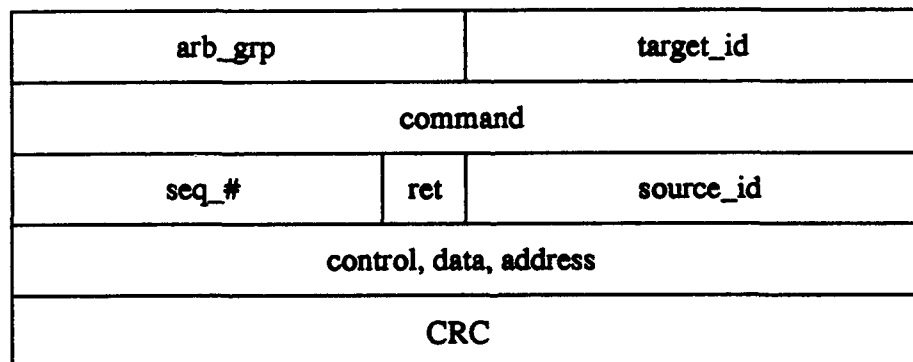 arb_grp target_id
command
seq_# ret source_id
control, data, address
CRC